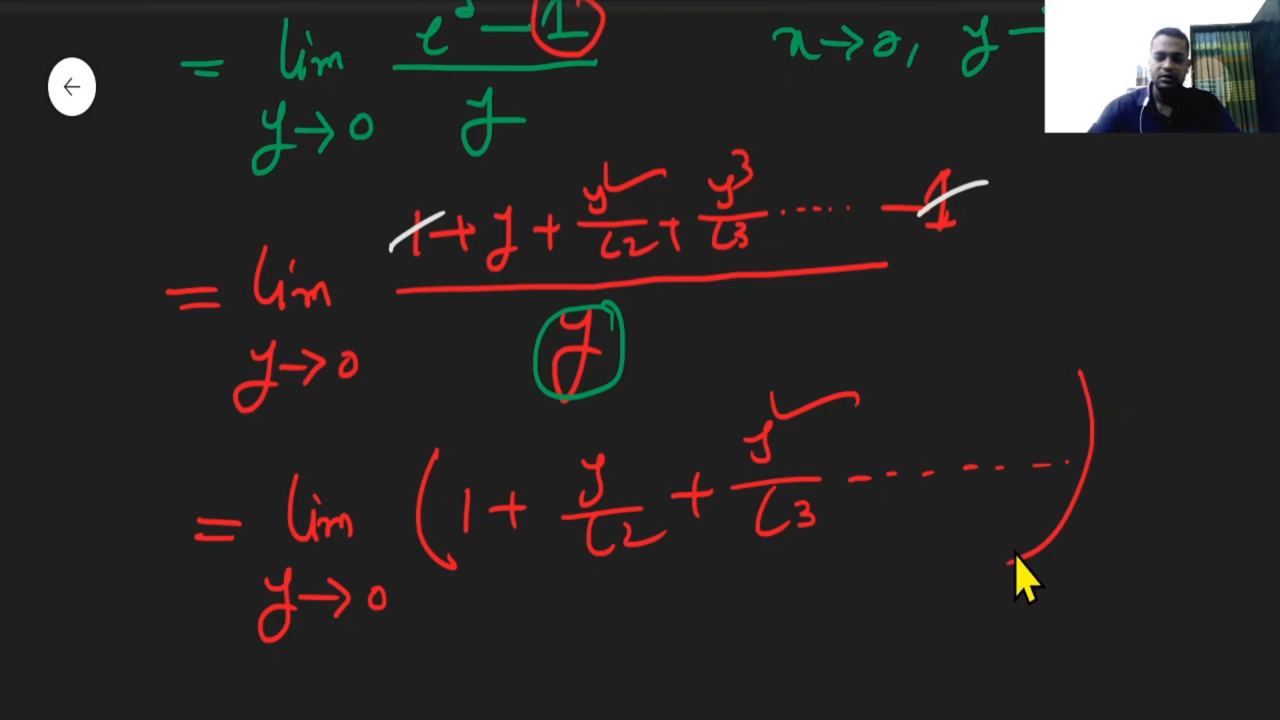 = lim e^y - 1 / y x→0, y→
y→0
= lim 1 + y + y² / ⌊2 + y³ / ⌊3 ..... - 1 / y
y→0
= lim ( 1 + y / ⌊2 + y² / ⌊3 - - - - - - - )
y→0